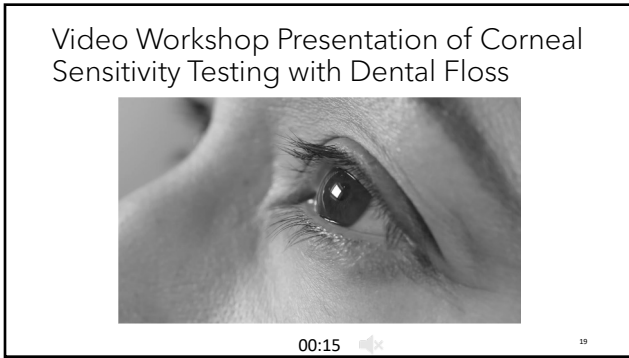 Video Workshop Presentation of Corneal
Sensitivity Testing with Dental Floss
00:15
19